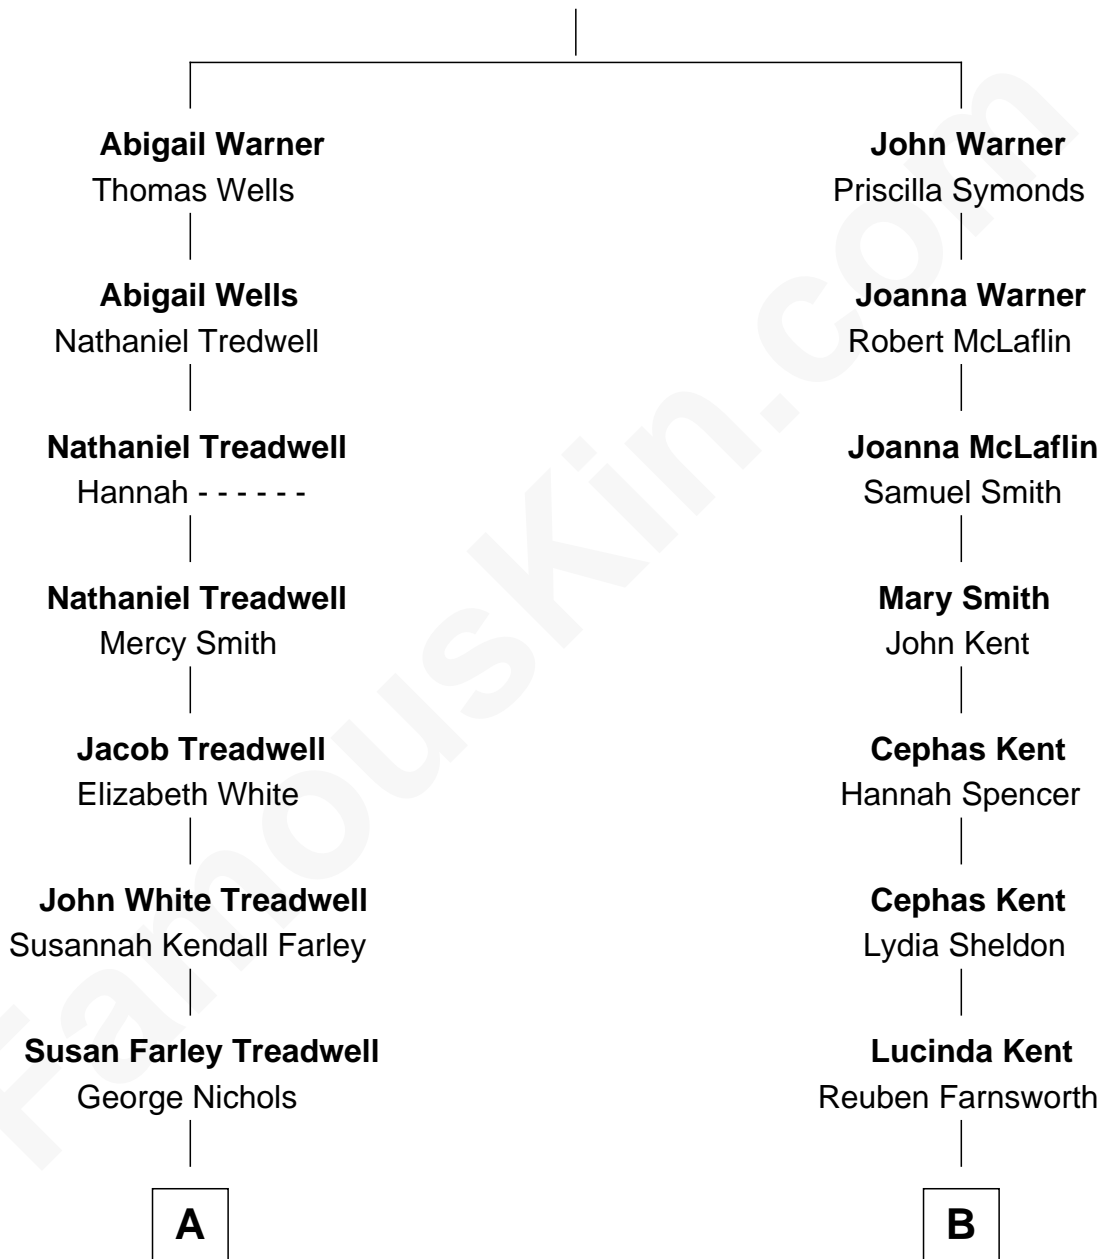 Abigail Warner
Thomas Wells
John Warner
Priscilla Symonds
Abigail Wells
Nathaniel Tredwell
Joanna Warner
Robert McLaflin
Nathaniel Treadwell
Hannah - - - - - -
Joanna McLaflin
Samuel Smith
Nathaniel Treadwell
Mercy Smith
Mary Smith
John Kent
Jacob Treadwell
Elizabeth White
Cephas Kent
Hannah Spencer
John White Treadwell
Susannah Kendall Farley
Cephas Kent
Lydia Sheldon
Susan Farley Treadwell
George Nichols
Lucinda Kent
Reuben Farnsworth
A
B
FamousKin.com